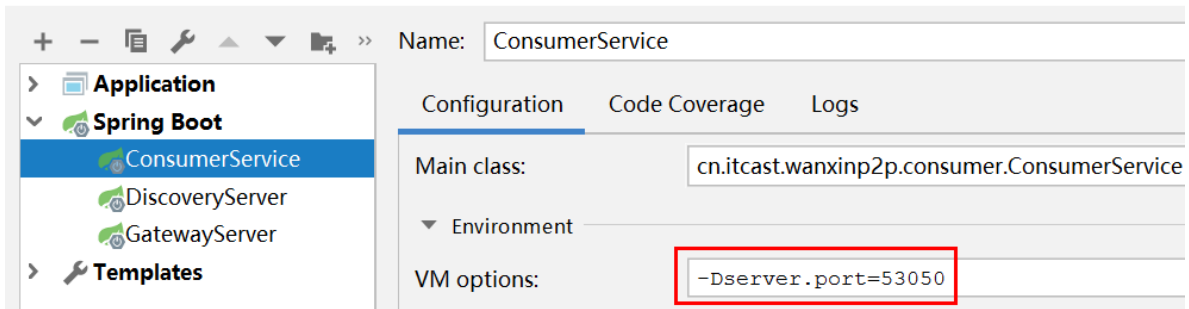 Name: ConsumerService
Application
Spring Boot
ConsumerService
DiscoveryServer
GatewayServer
Templates
Configuration Code Coverage Logs
Main class: cn.itcast.wanxinp2p.consumer.ConsumerService
Environment
VM options: -Dserver.port=53050